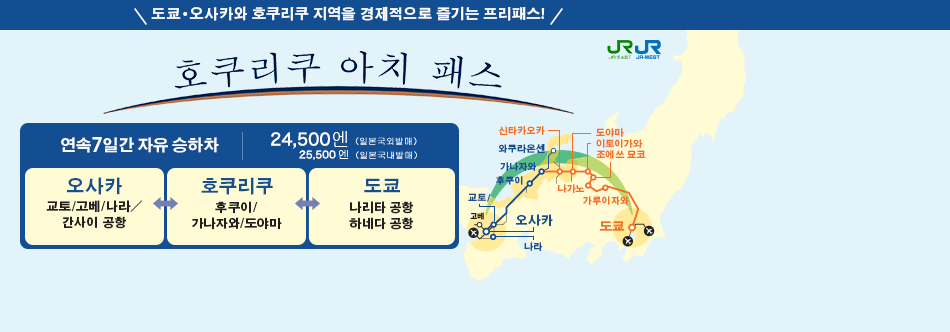 도쿄•오사카와 호쿠리쿠 지역을 경제적으로 즐기는 프리패스!
호쿠리쿠 아치 패스
JR JR
JR-EAST JR-WEST
연속7일간 자유 승하차
24,500엔 (일본국외발매)
25,500 엔 (일본국내발매)
오사카
교토/고베/나라/
간사이 공항
호쿠리쿠
후쿠이/
가나자와/도야마
도쿄
나리타 공항
하네다 공항
신타카오카
와쿠라온센
가나자와
후쿠이
도야마
이토이가와
조에쓰 묘코
나가노
가루이자와
교토/
고베
오사카
나라
도쿄